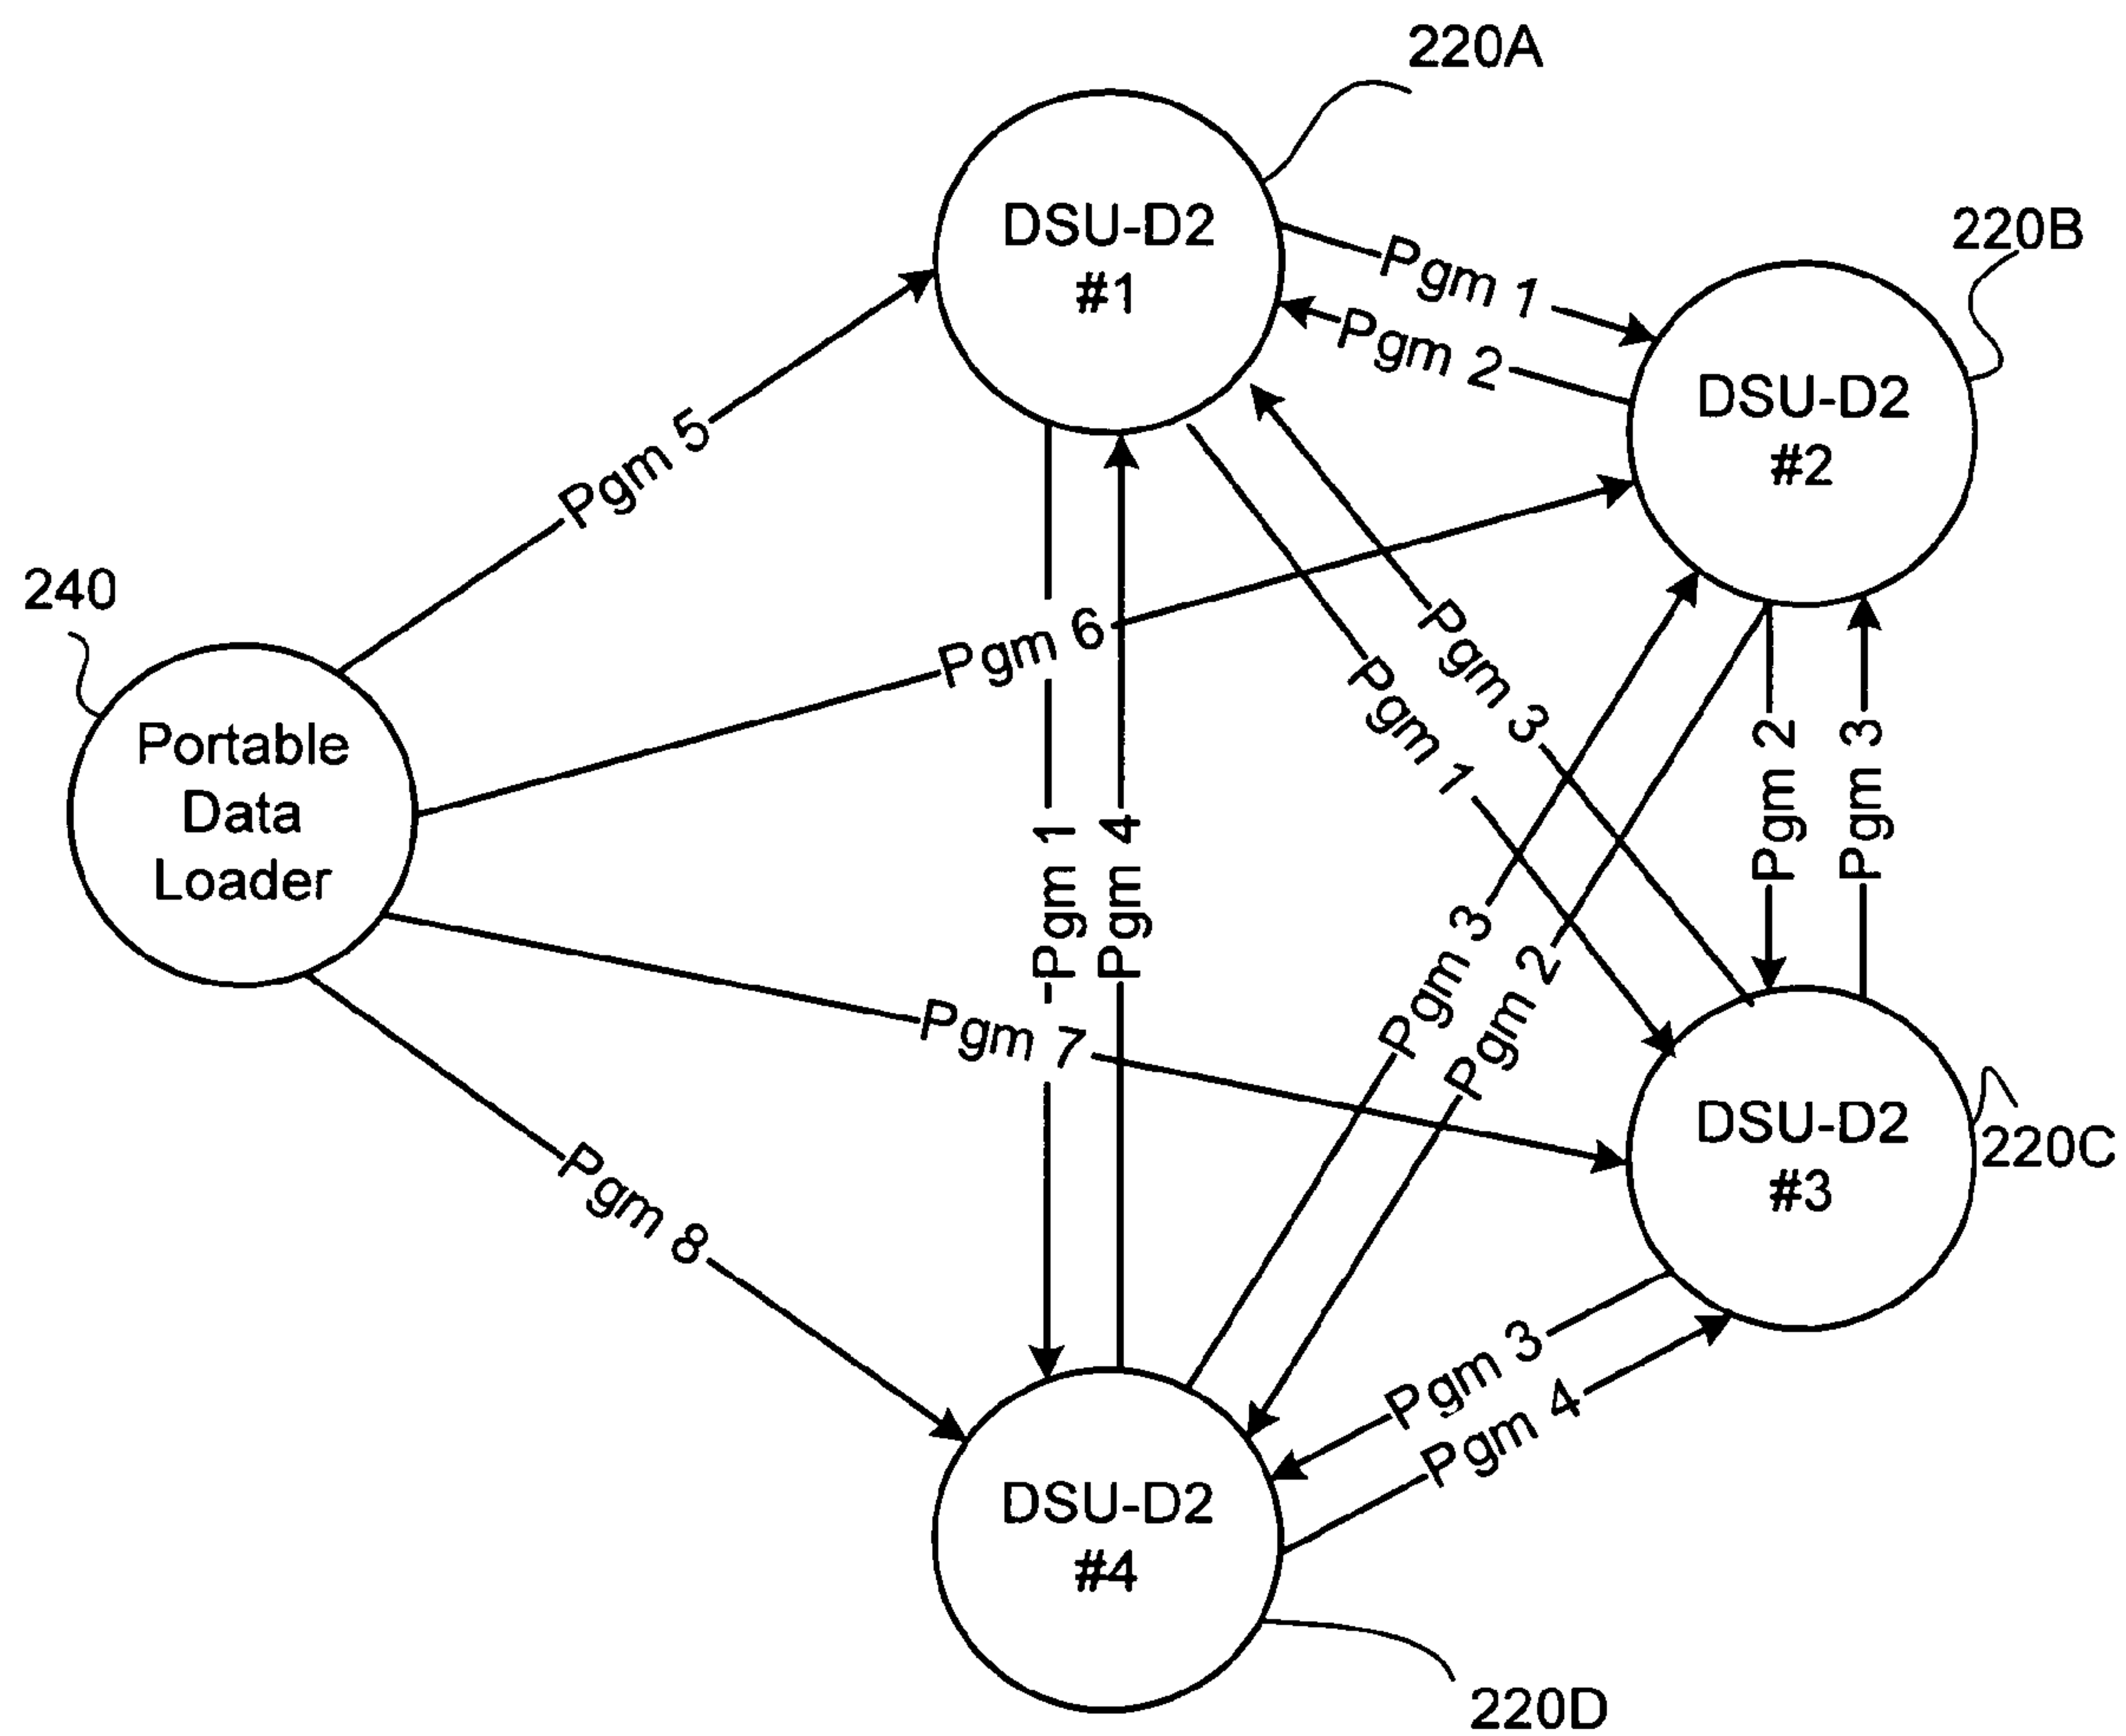 220A
DSU-D2
#1
220B
Pgm 1
Pgm 2
DSU-D2
#2
Pgm 5
240
Pgm 6
Pgm 3
Pgm 1
Portable
Data
Loader
Pgm 2
Pgm 3
Pgm 1
Pgm 4
Pgm 3
Pgm 2
Pgm 7
DSU-D2
#3
220C
Pgm 8
Pgm 3
Pgm 4
DSU-D2
#4
220D